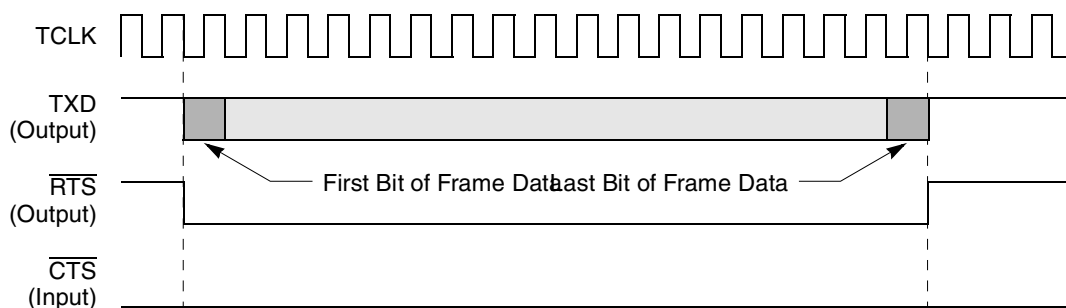 TCLK
TXD
(Output)
First Bit of Frame Data Last Bit of Frame Data
RTS
(Output)
CTS
(Input)